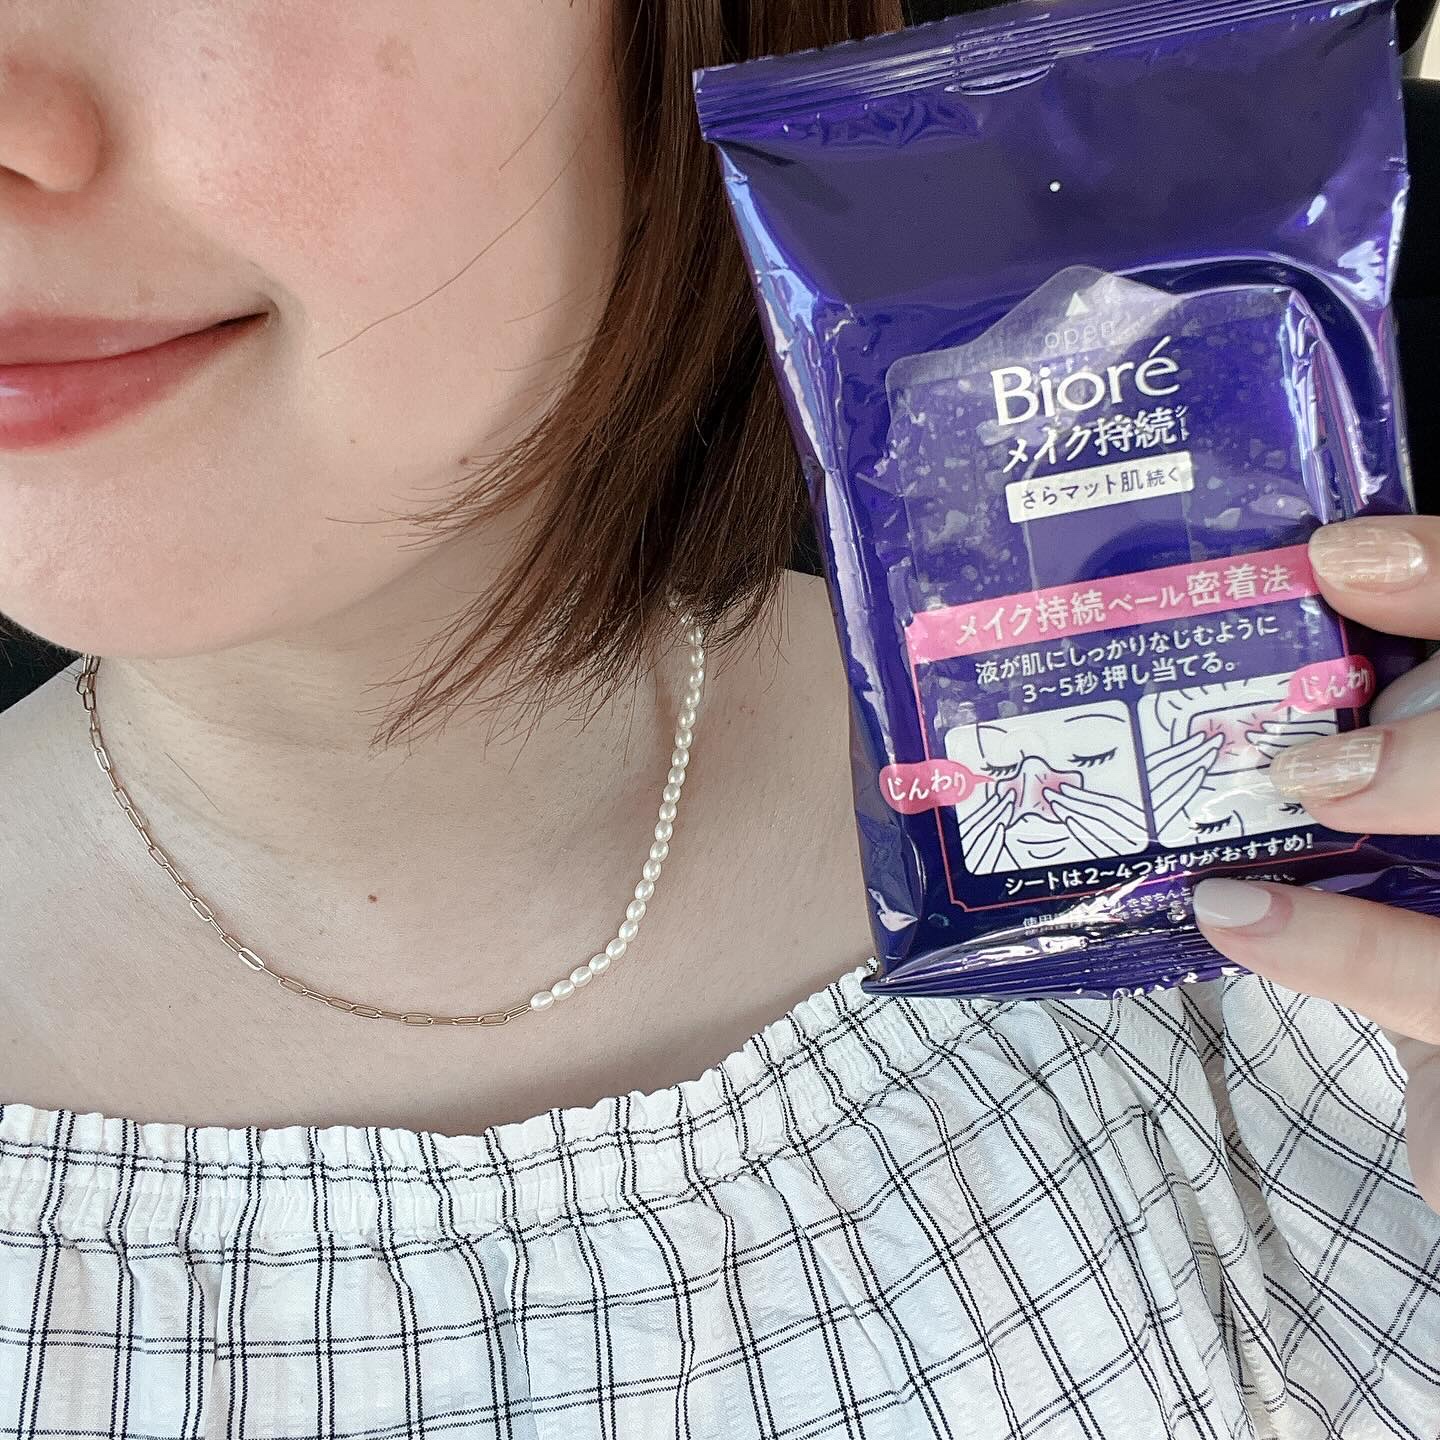 open
Bioré
メイク持続シート
さらマット肌続く
メイク持続ベール密着法
液が肌にしっかりなじむように
3~5秒押し当てる。
じんわり
じんわり
シートは2~4つ折りがおすすめ!